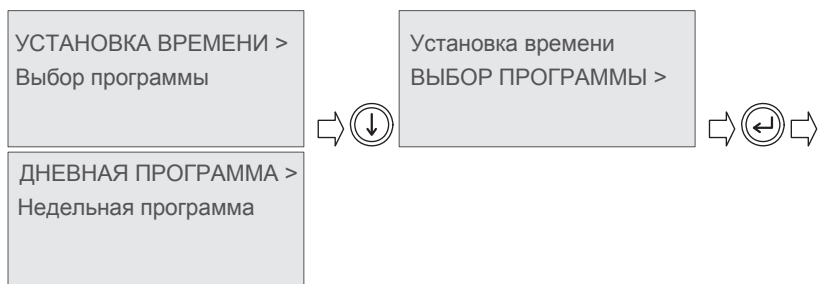 УСТАНОВКА ВРЕМЕНИ >
Выбор программы
Установка времени
ВЫБОР ПРОГРАММЫ >
ДНЕВНАЯ ПРОГРАММА >
Недельная программа